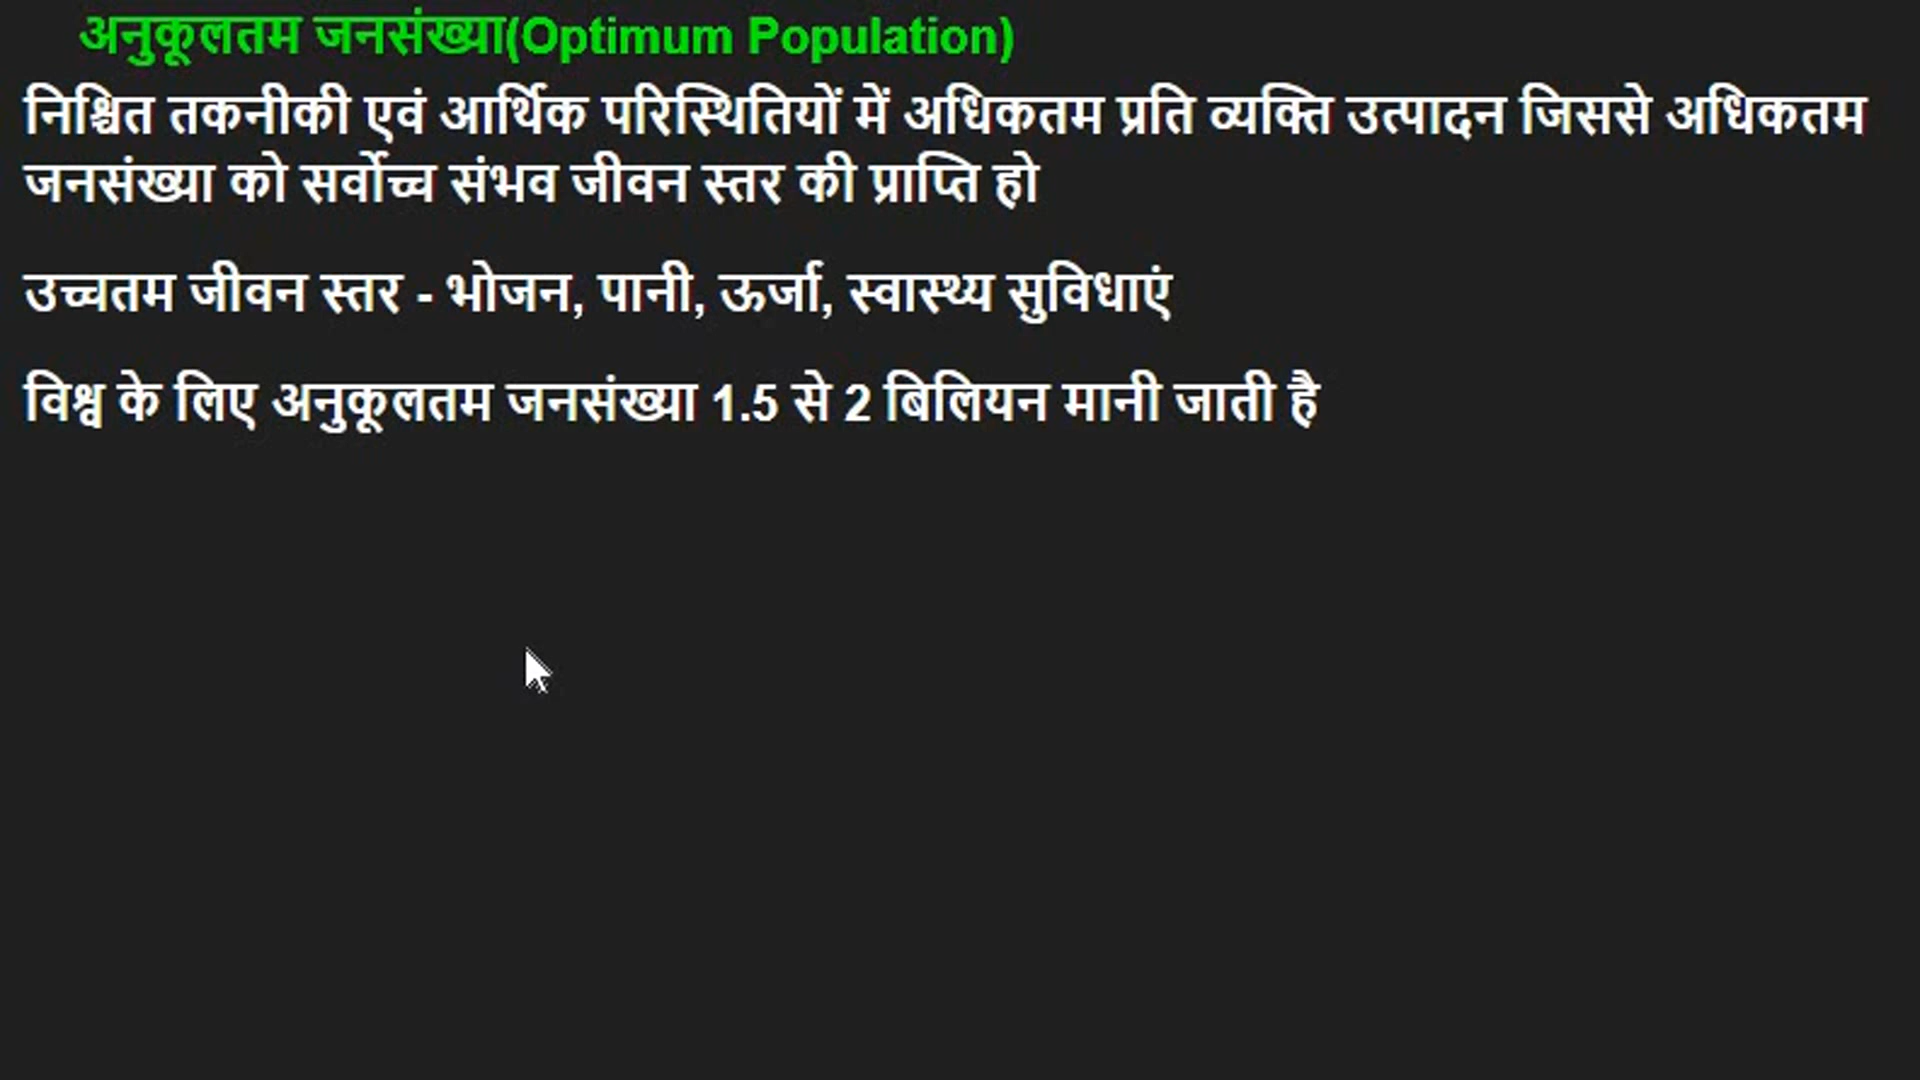 अनुकूलतम जनसंख्या(Optimum Population)
निश्चित तकनीकी एवं आर्थिक परिस्थितियों में अधिकतम प्रति व्यक्ति उत्पादन जिससे अधिकतम
जनसंख्या को सर्वोच्च संभव जीवन स्तर की प्राप्ति हो
उच्चतम जीवन स्तर - भोजन, पानी, ऊर्जा, स्वास्थ्य सुविधाएं
विश्व के लिए अनुकूलतम जनसंख्या 1.5 से 2 बिलियन मानी जाती है